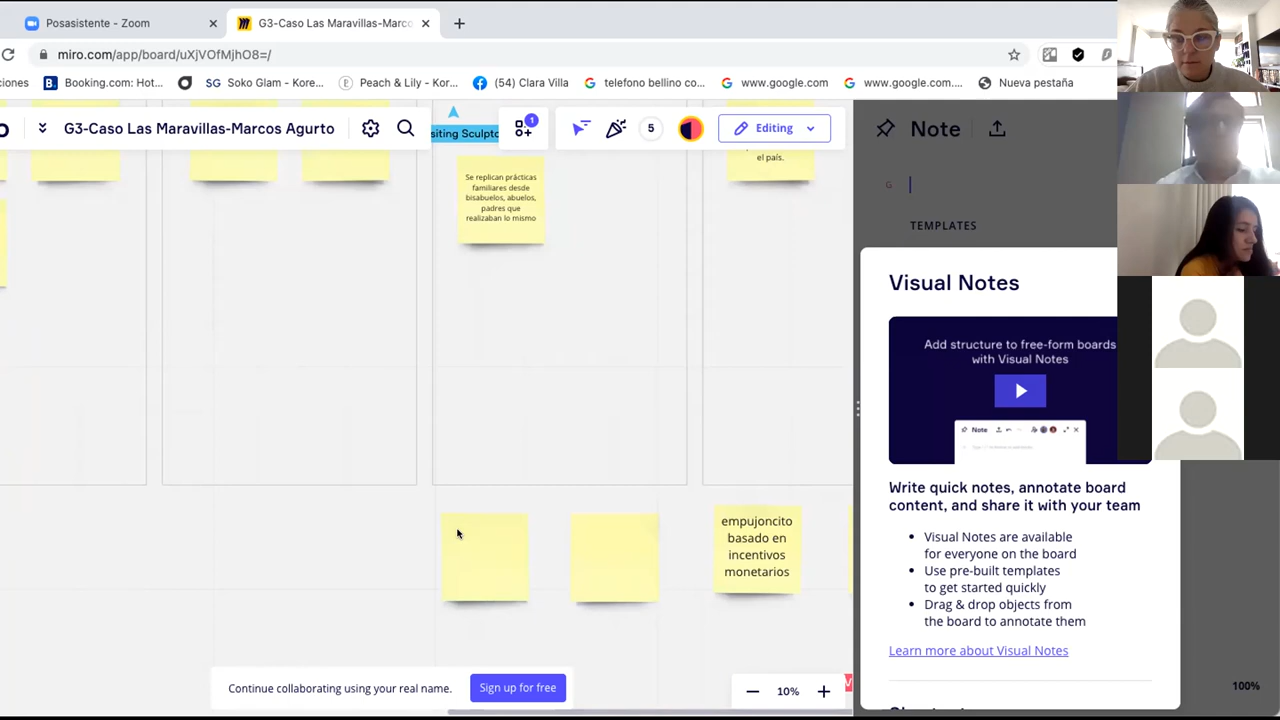 Posasistente - Zoom
G3-Caso Las Maravillas-Marco
miro.com/app/board/uXjVOfMjhO8=/
ciones
Booking.com: Hot...
SG Soko Glam - Kore...
Peach & Lily - Kor...
(54) Clara Villa
telefono bellino co...
www.google.com
www.google.com....
Nueva pestaña
G3-Caso Las Maravillas-Marcos Agurto
siting Sculpto
1
5
Editing
Note
el país.
Se replican prácticas
familiares desde
bisabuelos, abuelos,
padres que
realizaban lo mismo
G
TEMPLATES
Visual Notes
Add structure to free-form boards
with Visual Notes
Note
Write quick notes, annotate board
content, and share it with your team
Visual Notes are available
for everyone on the board
Use pre-built templates
to get started quickly
Drag & drop objects from
the board to annotate them
Learn more about Visual Notes
empujoncito
basado en
incentivos
monetarios
Continue collaborating using your real name.
Sign up for free
10%
100%